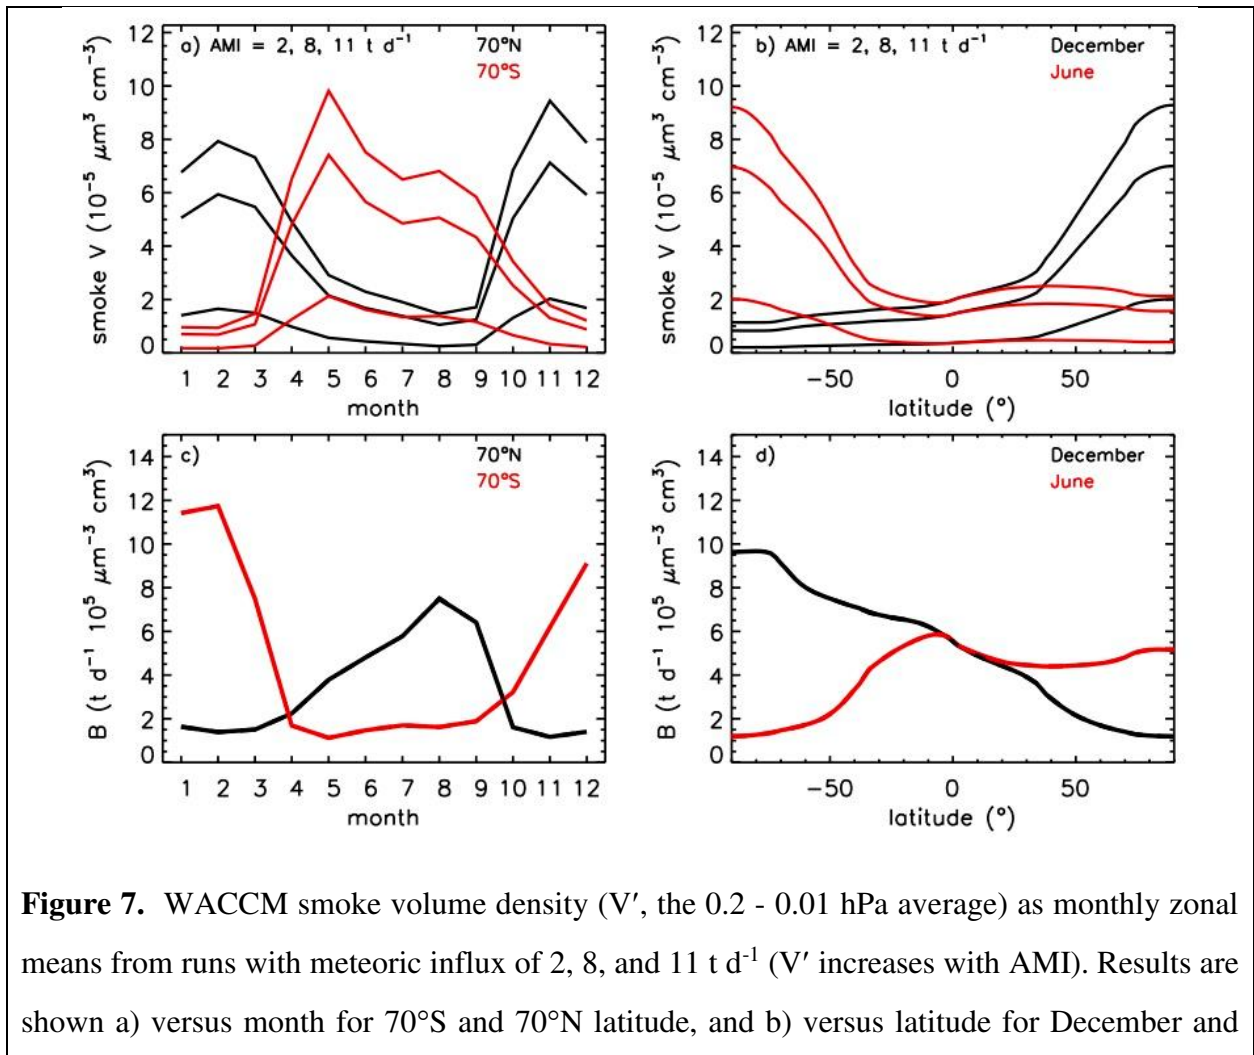 a) AMI = 2, 8, 11 t d⁻¹
70°N
70°S
smoke V (10⁻⁵ μm³ cm⁻³)
12
10
8
6
4
2
0
1 2 3 4 5 6 7 8 9 10 11 12
month
b) AMI = 2, 8, 11 t d⁻¹
December
June
smoke V (10⁻⁵ μm³ cm⁻³)
12
10
8
6
4
2
0
−50 0 50
latitude (°)
c)
70°N
70°S
B (t d⁻¹ 10⁵ μm⁻³ cm³)
14
12
10
8
6
4
2
0
1 2 3 4 5 6 7 8 9 10 11 12
month
d)
December
June
B (t d⁻¹ 10⁵ μm⁻³ cm³)
14
12
10
8
6
4
2
0
−50 0 50
latitude (°)
Figure 7. WACCM smoke volume density (V′, the 0.2 - 0.01 hPa average) as monthly zonal
means from runs with meteoric influx of 2, 8, and 11 t d⁻¹ (V′ increases with AMI). Results are
shown a) versus month for 70°S and 70°N latitude, and b) versus latitude for December and